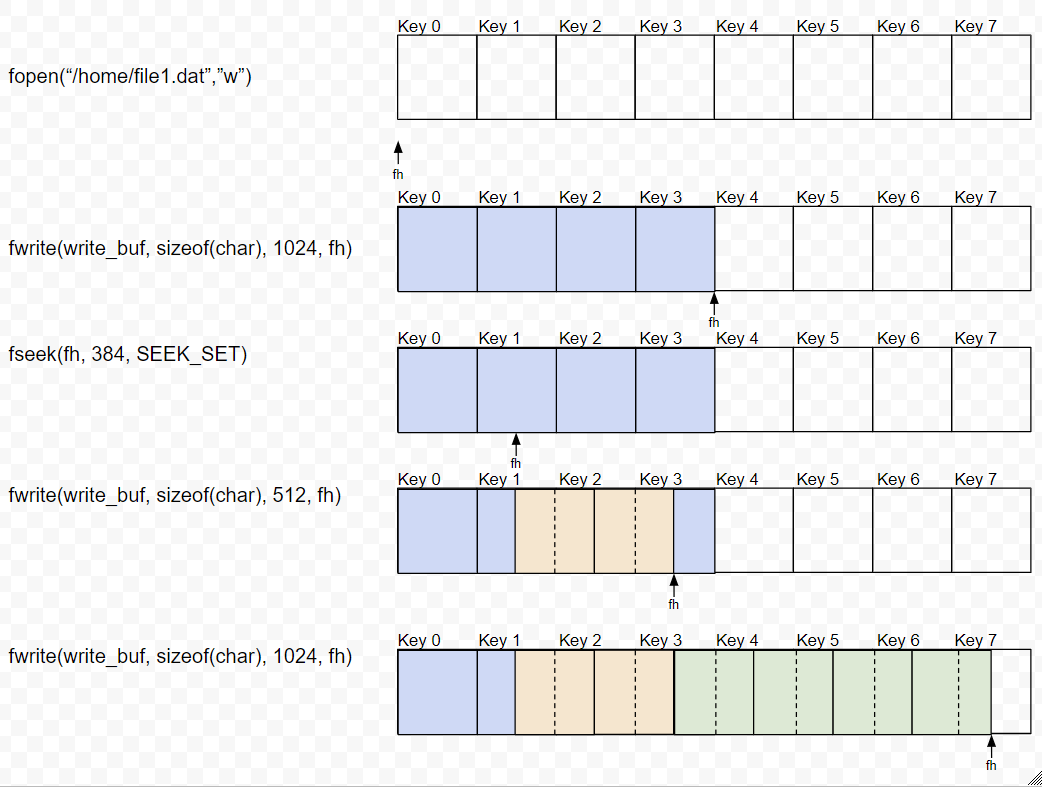 Key 0 Key 1 Key 2 Key 3 Key 4 Key 5 Key 6 Key 7
fopen(“/home/file1.dat”,”w”)
fh
Key 0 Key 1 Key 2 Key 3 Key 4 Key 5 Key 6 Key 7
fwrite(write_buf, sizeof(char), 1024, fh)
fh
Key 0 Key 1 Key 2 Key 3 Key 4 Key 5 Key 6 Key 7
fseek(fh, 384, SEEK_SET)
fh
Key 0 Key 1 Key 2 Key 3 Key 4 Key 5 Key 6 Key 7
fwrite(write_buf, sizeof(char), 512, fh)
fh
Key 0 Key 1 Key 2 Key 3 Key 4 Key 5 Key 6 Key 7
fwrite(write_buf, sizeof(char), 1024, fh)
fh